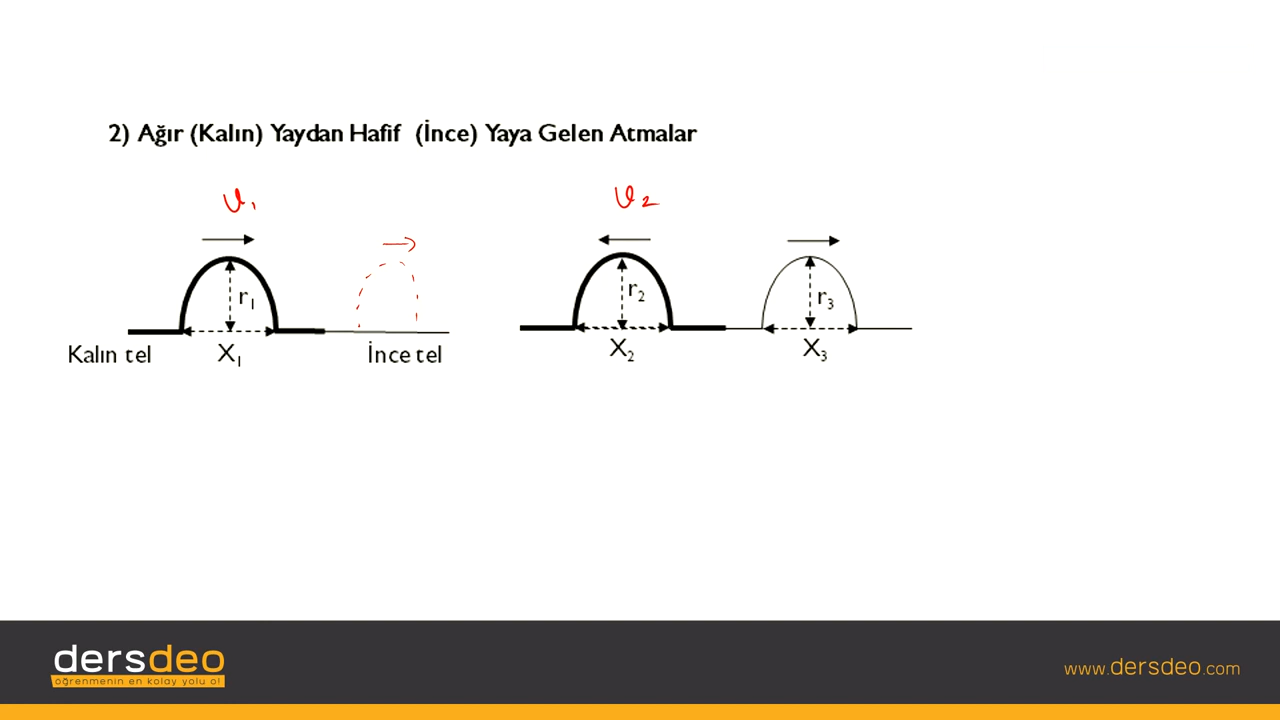 2) Ağır (Kalın) Yaydan Hafif (İnce) Yaya Gelen Atmalar
υ₁
υ₂
r₁
r₂
r₃
Kalın tel X₁ İnce tel
X₂
X₃
dersdeo
öğrenmenin en kolay yolu o!
www.dersdeo.com